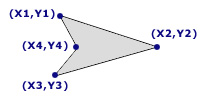 (X1,Y1)
(X2,Y2)
(X4,Y4)
(X3,Y3)